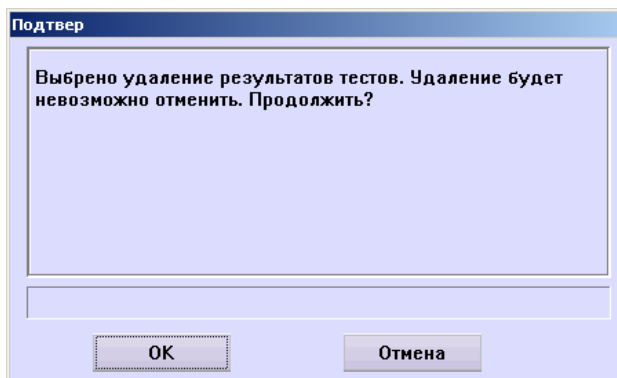 Подтвер
Выбрено удаление результатов тестов. Удаление будет
невозможно отменить. Продолжить?
OK
Отмена